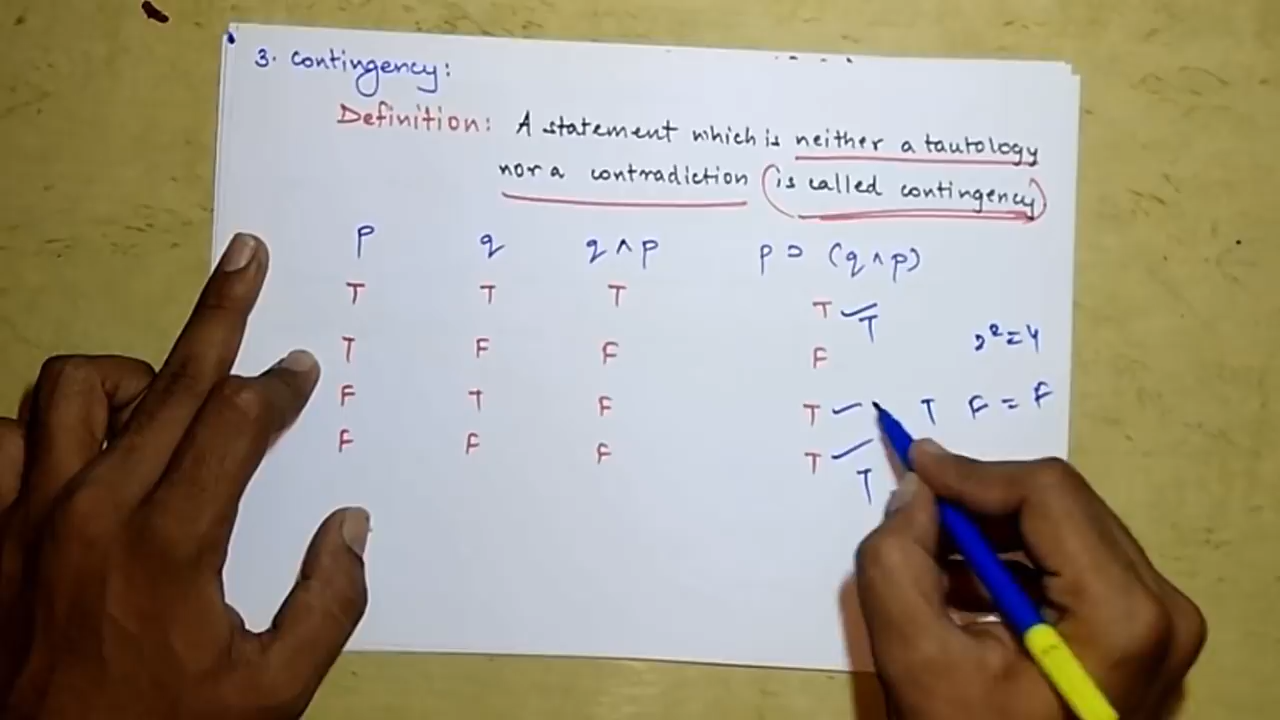 3. Contingency:
Definition: A statement which is neither a tautology
nor a contradiction (is called contingency)
p q q ∧ p p ⊃ (q ∧ p)
T T T T T
2² = 4
T F F F
F T F T T F = F
F F F T T